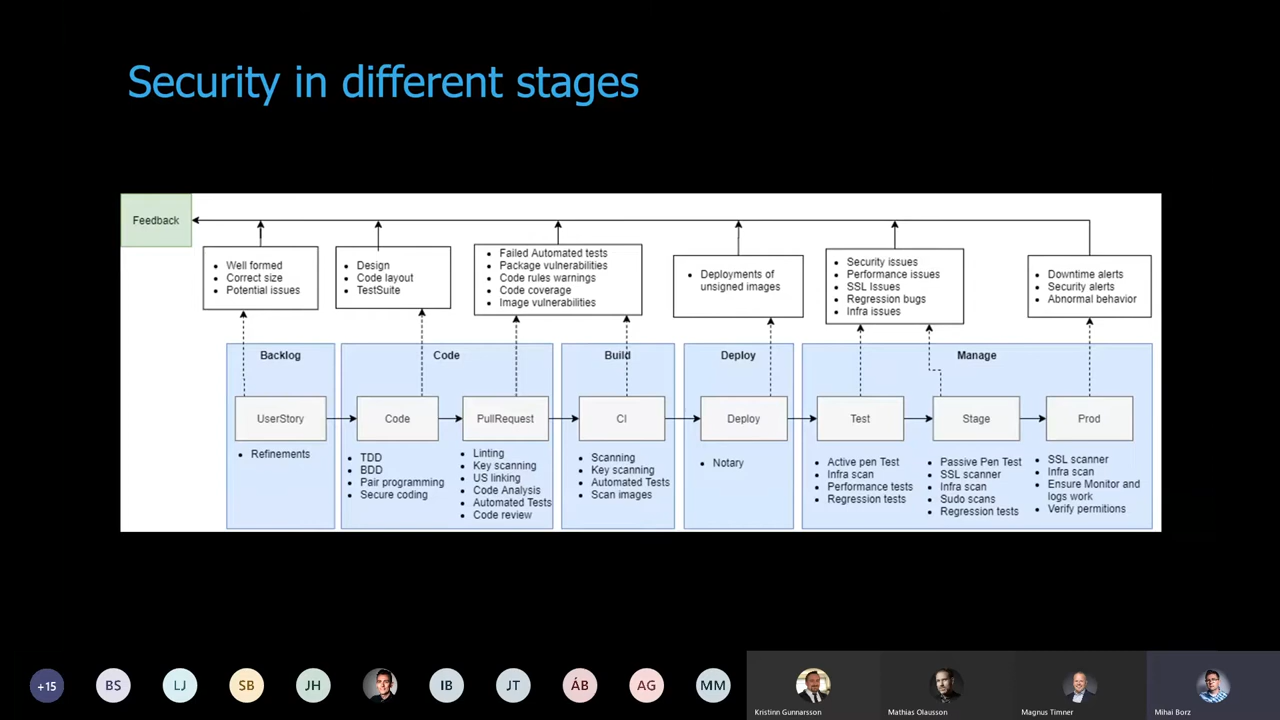 Security in different stages
Feedback
Well formed
Correct size
Potential issues
Design
Code layout
TestSuite
Failed Automated tests
Package vulnerabilities
Code rules warnings
Code coverage
Image vulnerabilities
Deployments of
unsigned images
Security issues
Performance issues
SSL Issues
Regression bugs
Infra issues
Downtime alerts
Security alerts
Abnormal behavior
Backlog
UserStory
Refinements
Code
Code
TDD
BDD
Pair programming
Secure coding
PullRequest
Linting
Key scanning
US linking
Code Analysis
Automated Tests
Code review
Build
CI
Scanning
Key scanning
Automated Tests
Scan images
Deploy
Deploy
Notary
Manage
Test
Active pen Test
Infra scan
Performance tests
Regression tests
Stage
Passive Pen Test
SSL scanner
Infra scan
Sudo scans
Regression tests
Prod
SSL scanner
Infra scan
Ensure Monitor and
logs work
Verify permitions
+15
BS
LJ
SB
JH
IB
JT
ÁB
AG
MM
Kristinn Gunnarsson
Mathias Olausson
Magnus Timner
Mihai Borz